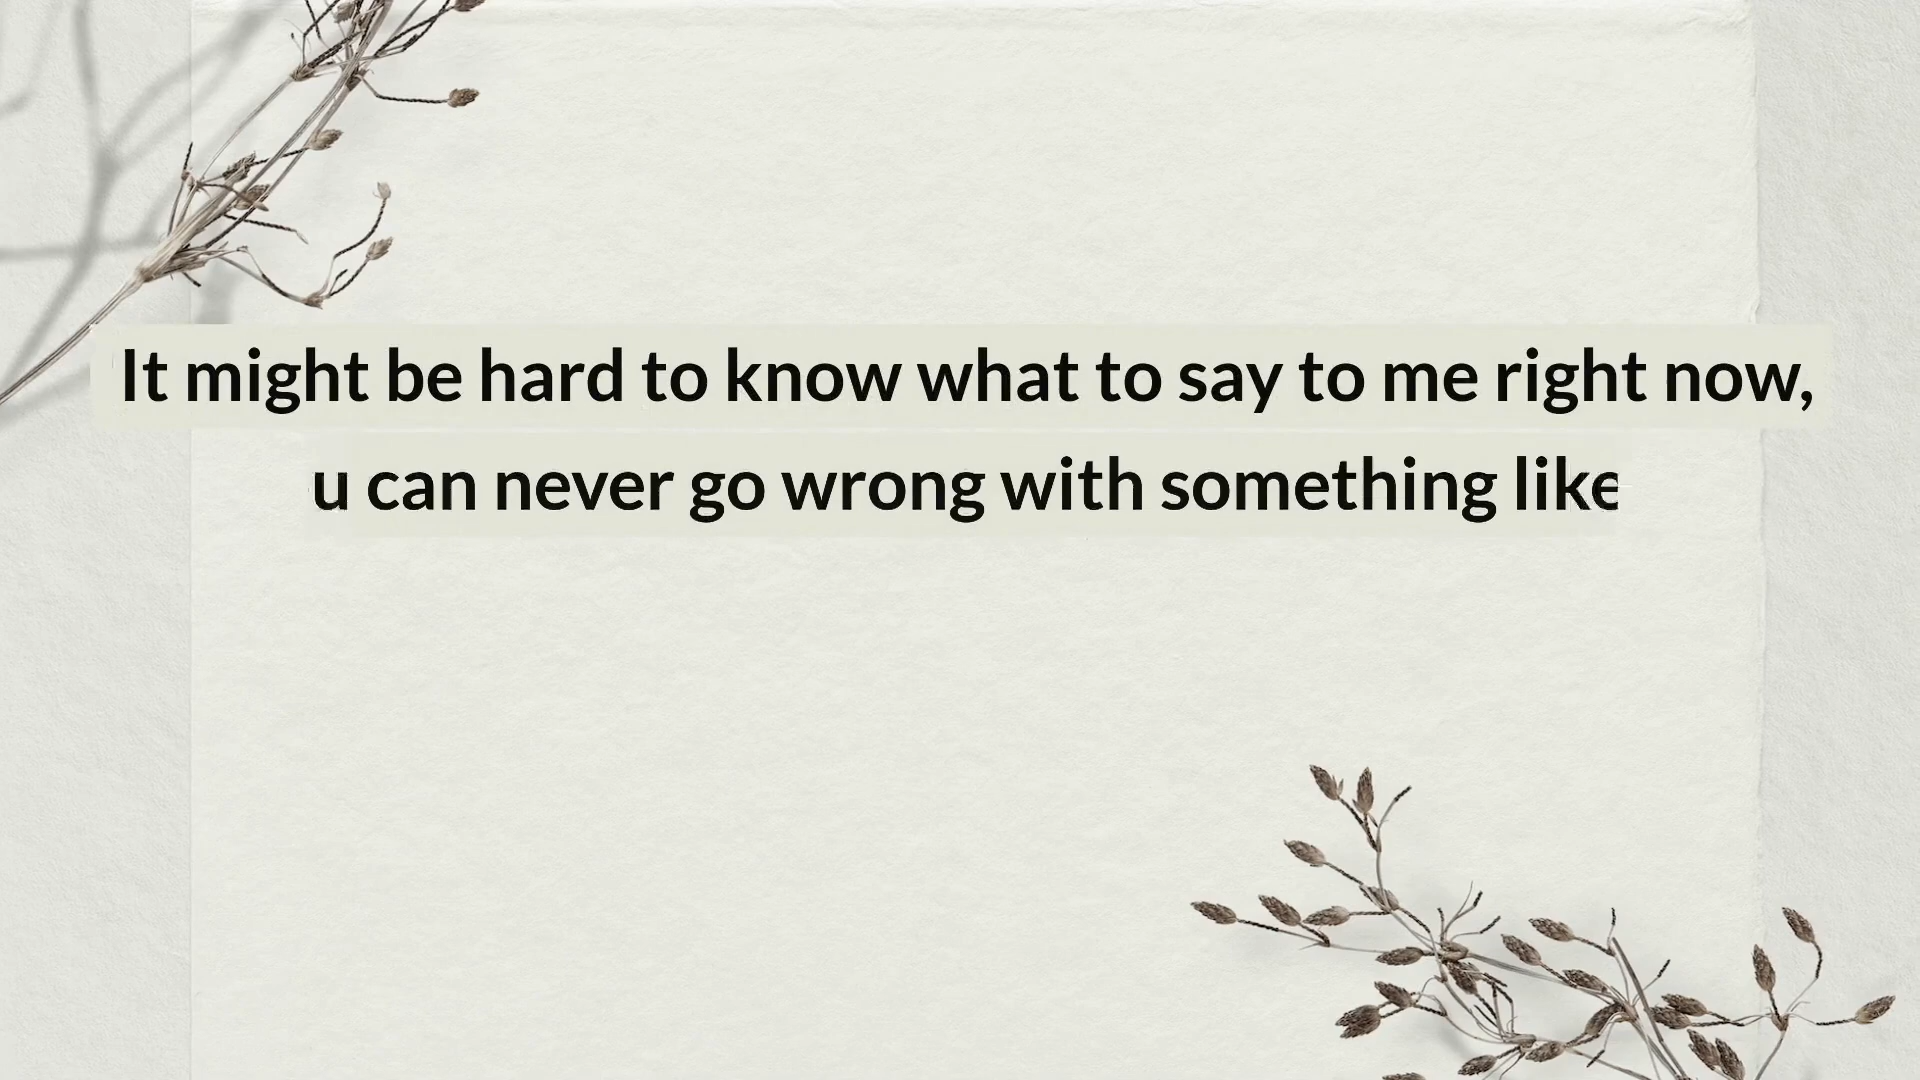 It might be hard to know what to say to me right now,
u can never go wrong with something like